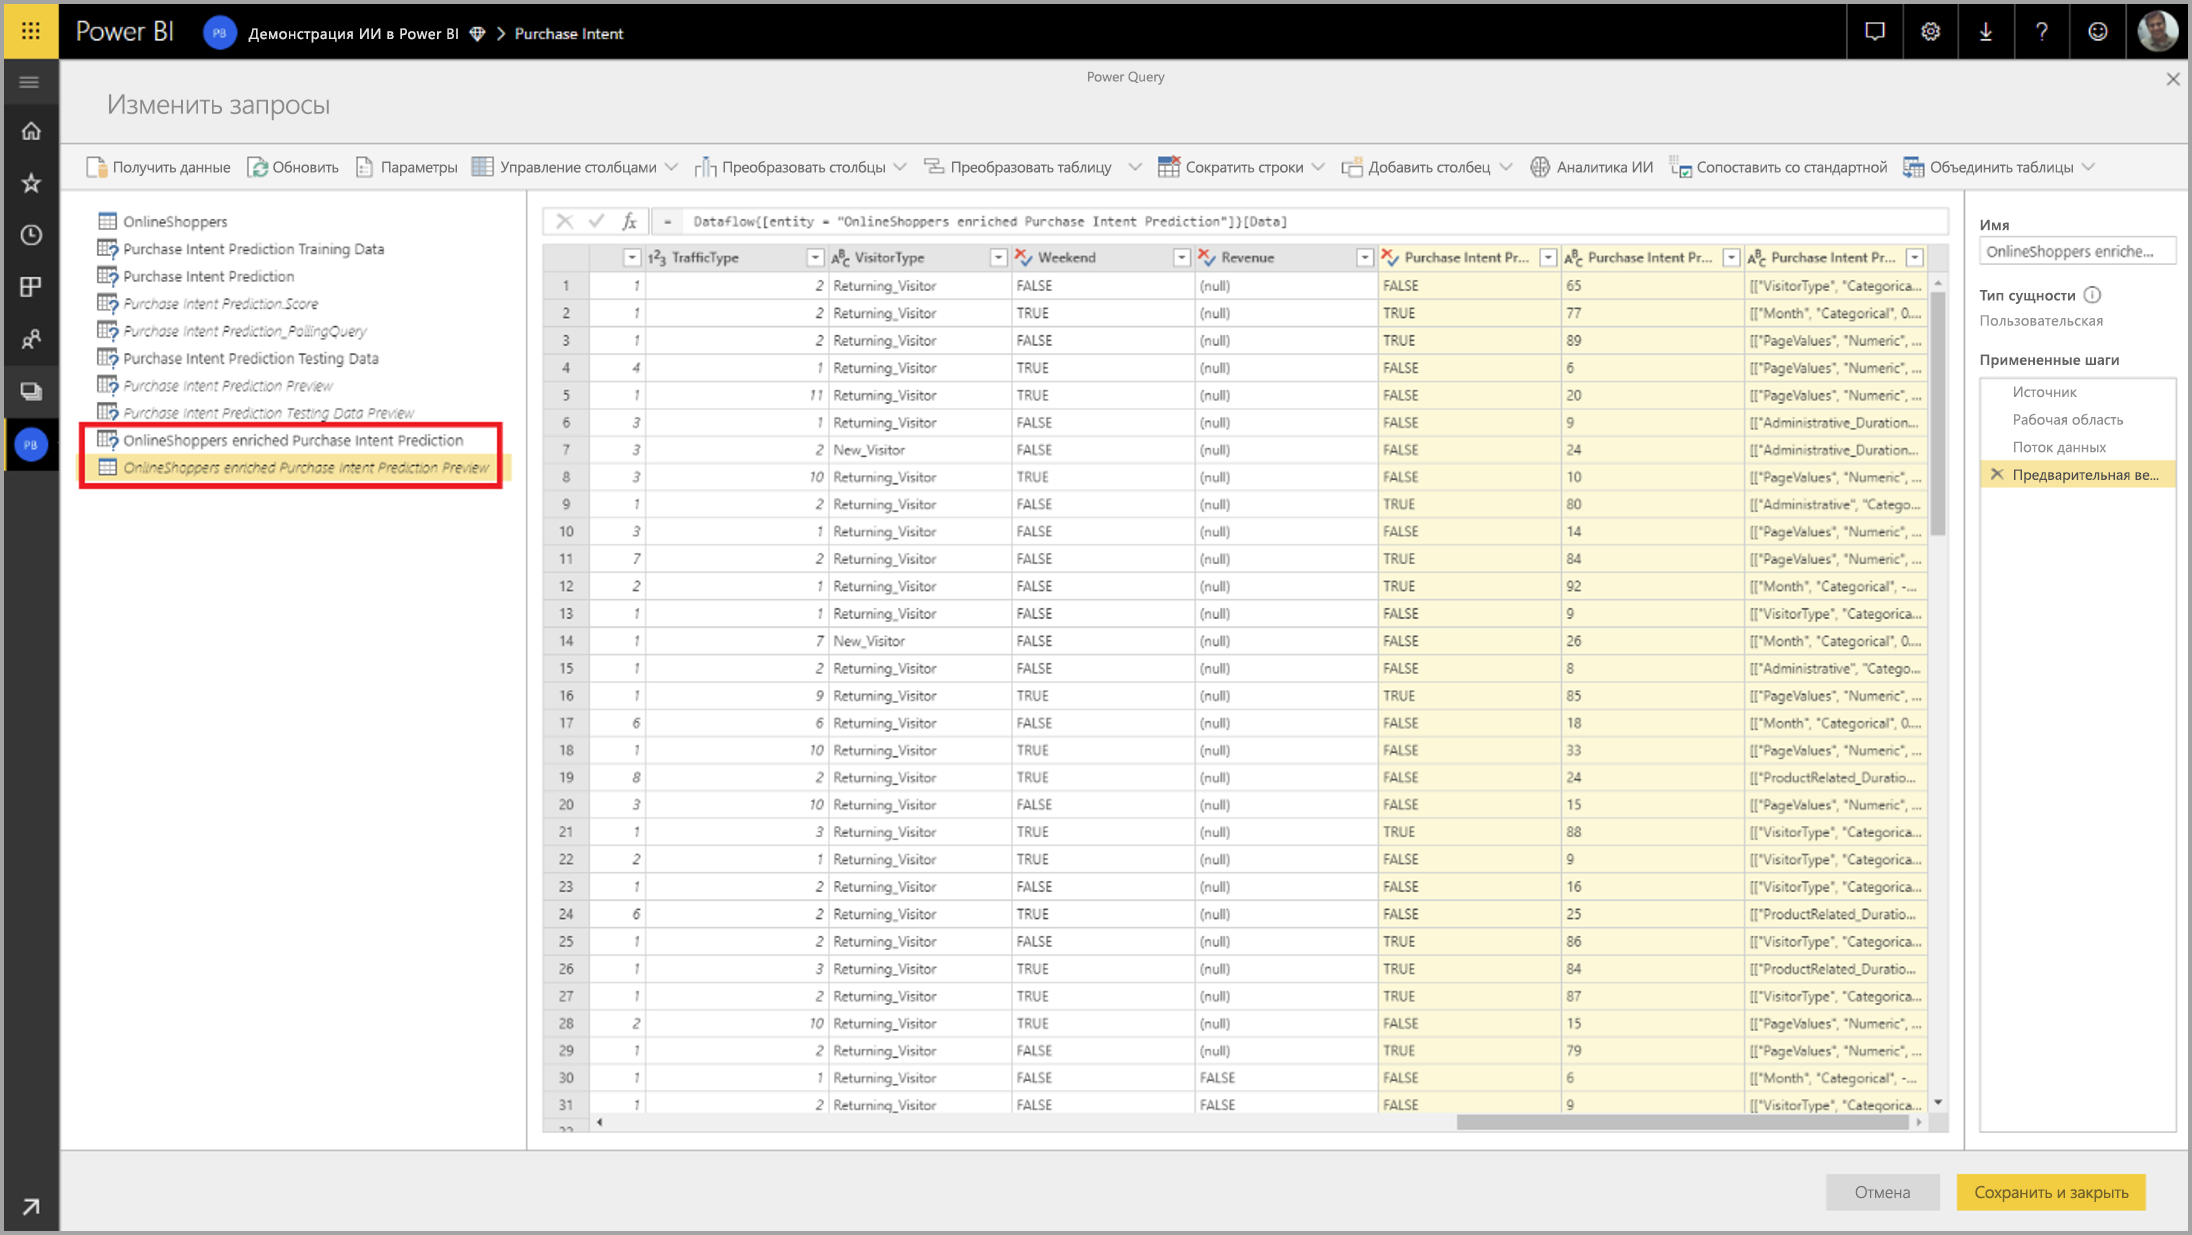 Power BI PB Демонстрация ИИ в Power BI > Purchase Intent
Power Query
Изменить запросы
Получить данные Обновить Параметры Управление столбцами Преобразовать столбцы Преобразовать таблицу Сократить строки Добавить столбец Аналитика ИИ Сопоставить со стандартной Объединить таблицы
OnlineShoppers
Purchase Intent Prediction Training Data
Purchase Intent Prediction
Purchase Intent Prediction.Score
Purchase Intent Prediction_PollingQuery
Purchase Intent Prediction Testing Data
Purchase Intent Prediction Preview
Purchase Intent Prediction Testing Data Preview
OnlineShoppers enriched Purchase Intent Prediction
OnlineShoppers enriched Purchase Intent Prediction Preview
PB
fx = Dataflow{[entity = "OnlineShoppers enriched Purchase Intent Prediction"]}[Data]
1²3 TrafficType ABC VisitorType Weekend Revenue Purchase Intent Pr... ABC Purchase Intent Pr... ABC Purchase Intent Pr...
1 1 2 Returning_Visitor FALSE (null) FALSE 65 [["VisitorType", "Categorica...
2 1 2 Returning_Visitor TRUE (null) TRUE 77 [["Month", "Categorical", 0....
3 1 2 Returning_Visitor FALSE (null) TRUE 89 [["PageValues", "Numeric", ...
4 4 1 Returning_Visitor TRUE (null) FALSE 6 [["PageValues", "Numeric", ...
5 1 11 Returning_Visitor TRUE (null) FALSE 20 [["PageValues", "Numeric", ...
6 3 1 Returning_Visitor FALSE (null) FALSE 9 [["Administrative_Duration...
7 3 2 New_Visitor FALSE (null) FALSE 24 [["Administrative_Duration...
8 3 10 Returning_Visitor TRUE (null) FALSE 10 [["PageValues", "Numeric", ...
9 1 2 Returning_Visitor FALSE (null) TRUE 80 [["Administrative", "Catego...
10 3 1 Returning_Visitor FALSE (null) FALSE 14 [["PageValues", "Numeric", ...
11 7 2 Returning_Visitor FALSE (null) TRUE 84 [["PageValues", "Numeric", ...
12 2 1 Returning_Visitor FALSE (null) TRUE 92 [["Month", "Categorical", -...
13 1 1 Returning_Visitor FALSE (null) FALSE 9 [["VisitorType", "Categorica...
14 1 7 New_Visitor FALSE (null) FALSE 26 [["Month", "Categorical", 0....
15 1 2 Returning_Visitor FALSE (null) FALSE 8 [["Administrative", "Catego...
16 1 9 Returning_Visitor TRUE (null) TRUE 85 [["PageValues", "Numeric", ...
17 6 6 Returning_Visitor FALSE (null) FALSE 18 [["Month", "Categorical", 0....
18 1 10 Returning_Visitor TRUE (null) FALSE 33 [["PageValues", "Numeric", ...
19 8 2 Returning_Visitor TRUE (null) FALSE 24 [["ProductRelated_Duratio...
20 3 10 Returning_Visitor FALSE (null) FALSE 15 [["PageValues", "Numeric", ...
21 1 3 Returning_Visitor TRUE (null) TRUE 88 [["VisitorType", "Categorica...
22 2 1 Returning_Visitor TRUE (null) FALSE 9 [["VisitorType", "Categorica...
23 1 2 Returning_Visitor FALSE (null) FALSE 16 [["VisitorType", "Categorica...
24 6 2 Returning_Visitor TRUE (null) FALSE 25 [["ProductRelated_Duratio...
25 1 2 Returning_Visitor FALSE (null) TRUE 86 [["VisitorType", "Categorica...
26 1 3 Returning_Visitor TRUE (null) TRUE 84 [["ProductRelated_Duratio...
27 1 2 Returning_Visitor TRUE (null) TRUE 87 [["VisitorType", "Categorica...
28 2 10 Returning_Visitor TRUE (null) FALSE 15 [["PageValues", "Numeric", ...
29 1 2 Returning_Visitor FALSE (null) TRUE 79 [["PageValues", "Numeric", ...
30 1 1 Returning_Visitor FALSE FALSE FALSE 6 [["Month", "Categorical", -...
31 1 2 Returning_Visitor FALSE FALSE FALSE 9 [["VisitorType", "Categorica...
Имя
OnlineShoppers enriche...
Тип сущности
Пользовательская
Примененные шаги
Источник
Рабочая область
Поток данных
Предварительная ве...
Отмена Сохранить и закрыть